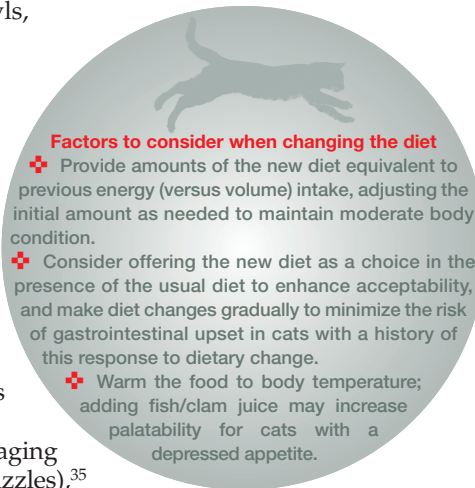 yls,
Factors to consider when changing the diet
✤ Provide amounts of the new diet equivalent to
previous energy (versus volume) intake, adjusting the
initial amount as needed to maintain moderate body
condition.
✤ Consider offering the new diet as a choice in the
presence of the usual diet to enhance acceptability,
and make diet changes gradually to minimize the risk
of gastrointestinal upset in cats with a history of
this response to dietary change.
✤ Warm the food to body temperature;
s
adding fish/clam juice may increase
palatability for cats with a
aging
depressed appetite.
zzles),35